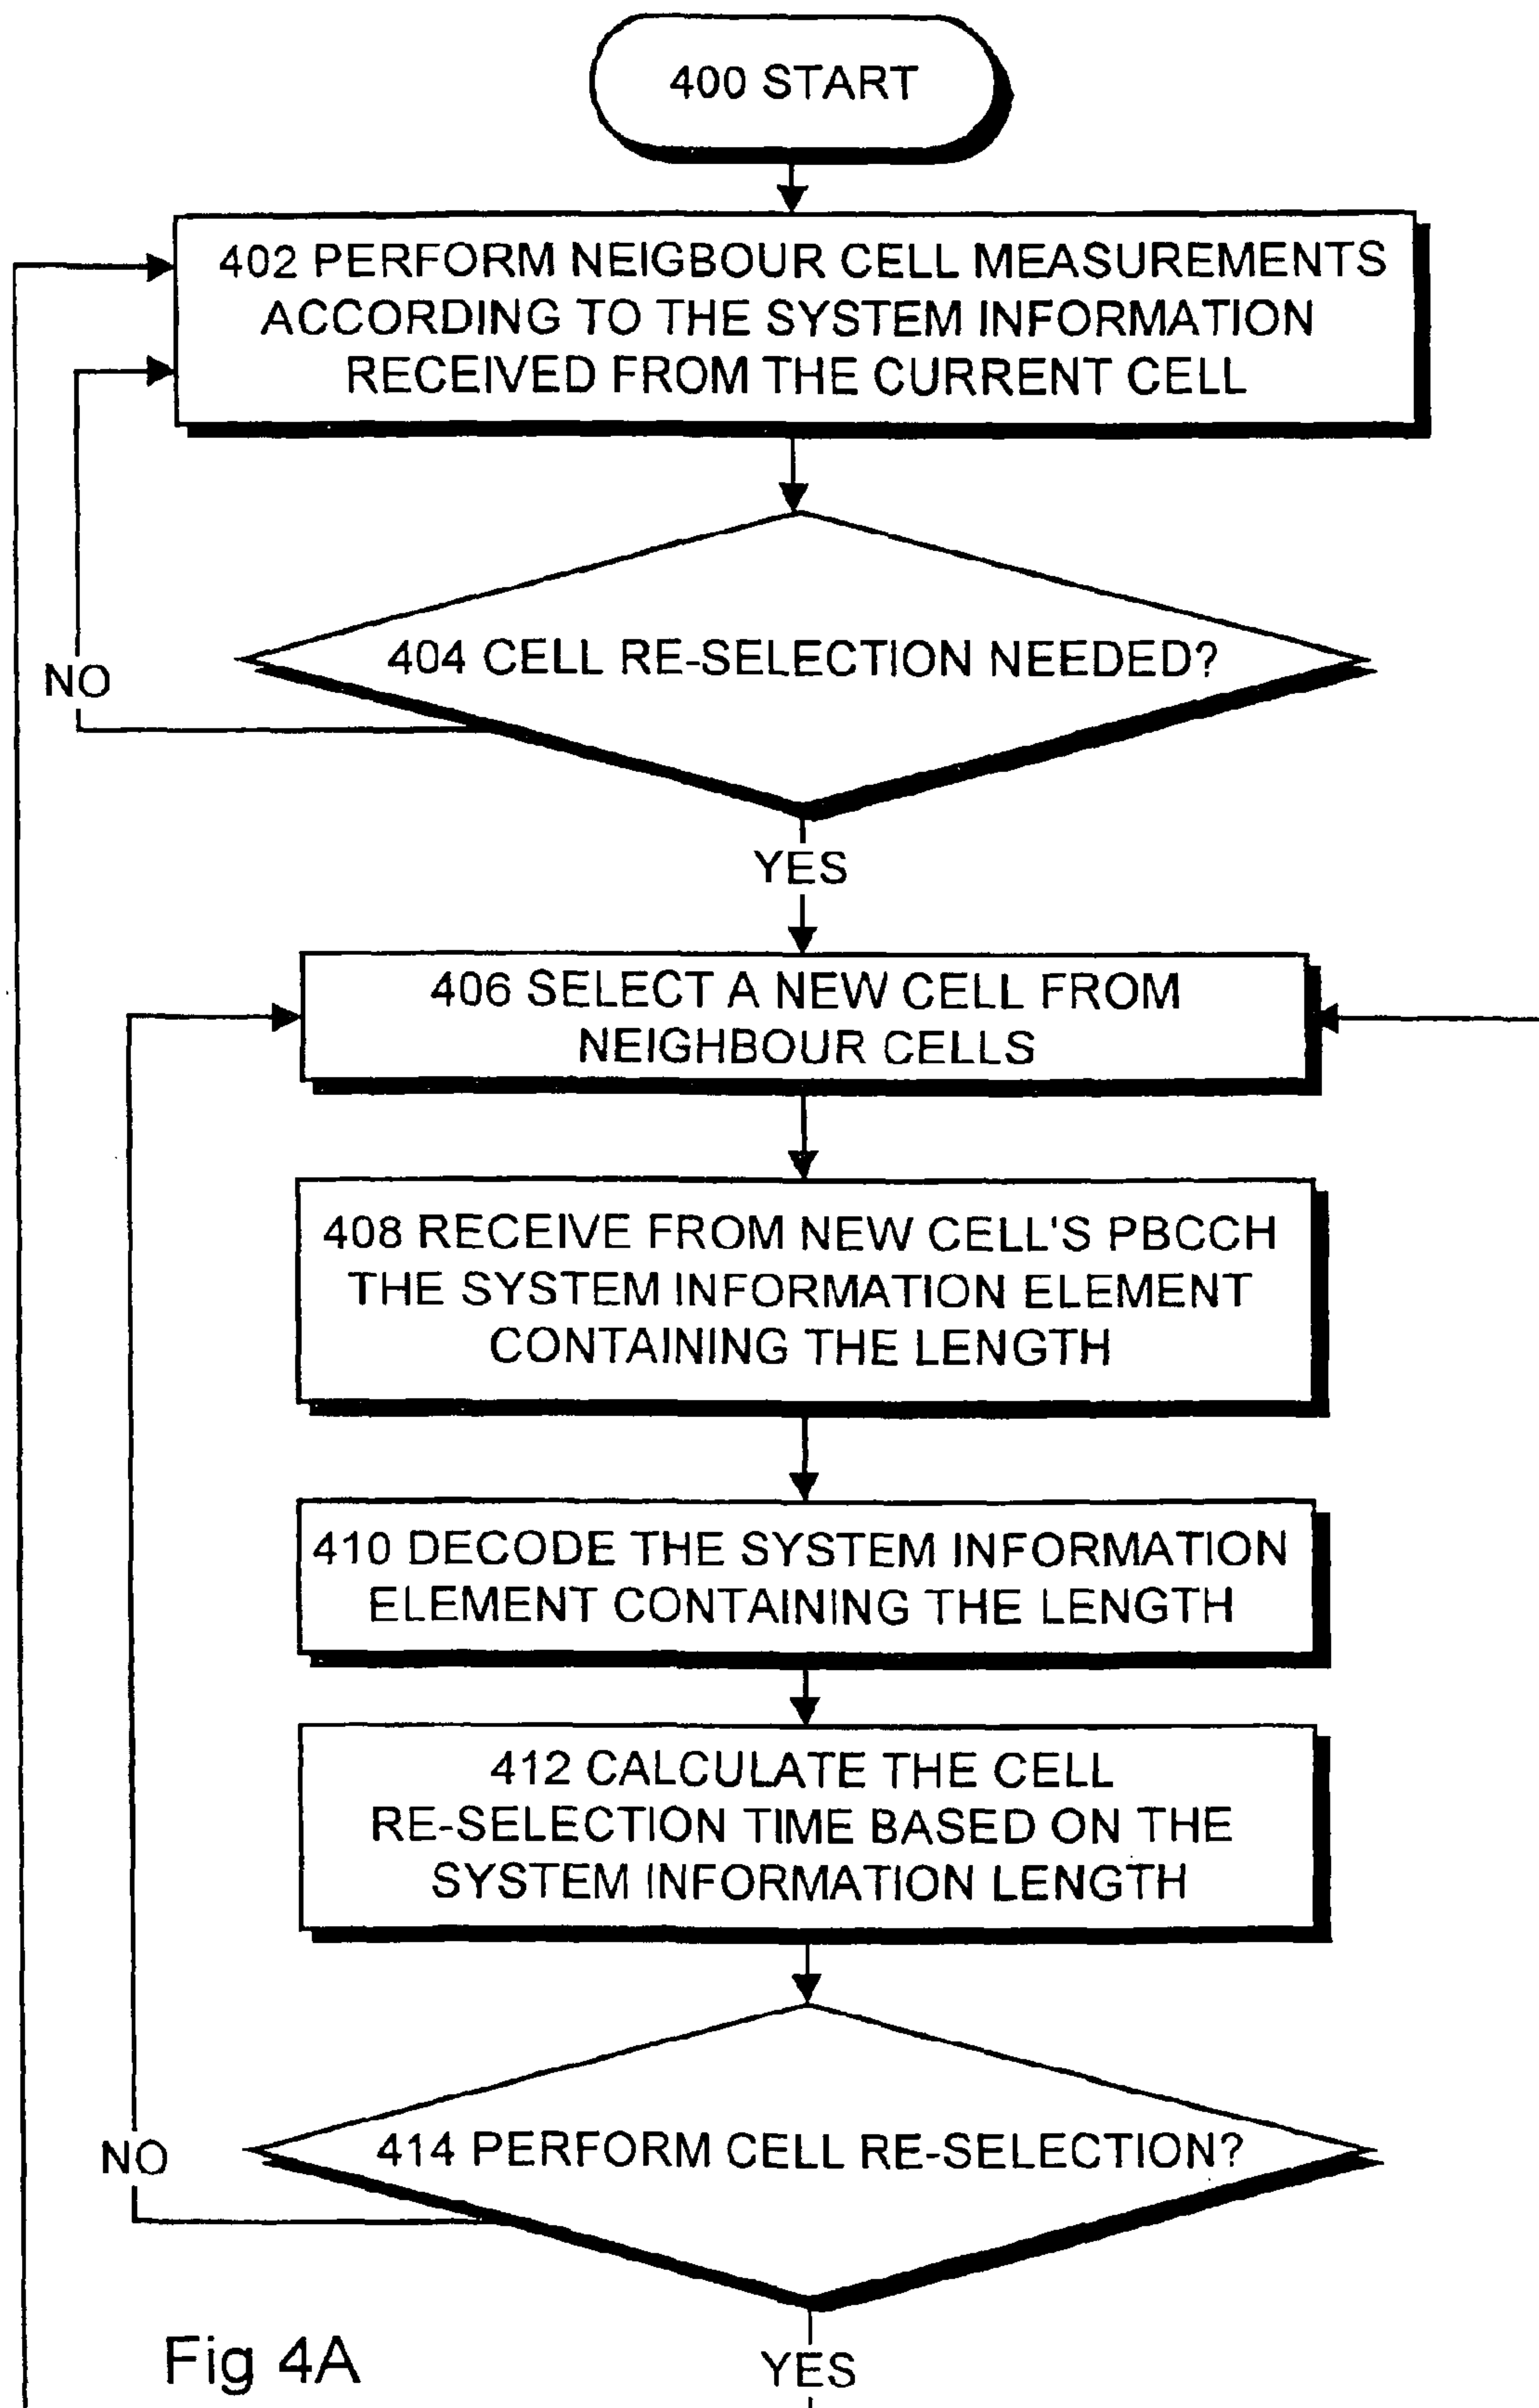 400 START
402 PERFORM NEIGBOUR CELL MEASUREMENTS
ACCORDING TO THE SYSTEM INFORMATION
RECEIVED FROM THE CURRENT CELL
404 CELL RE-SELECTION NEEDED?
NO
YES
406 SELECT A NEW CELL FROM
NEIGHBOUR CELLS
408 RECEIVE FROM NEW CELL'S PBCCH
THE SYSTEM INFORMATION ELEMENT
CONTAINING THE LENGTH
410 DECODE THE SYSTEM INFORMATION
ELEMENT CONTAINING THE LENGTH
412 CALCULATE THE CELL
RE-SELECTION TIME BASED ON THE
SYSTEM INFORMATION LENGTH
414 PERFORM CELL RE-SELECTION?
NO
YES
Fig 4A